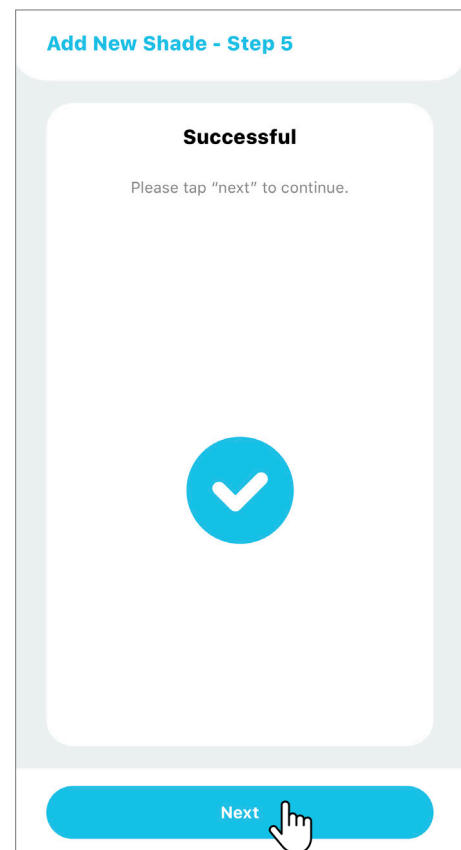 Add New Shade - Step 5
Successful
Please tap “next” to continue.
Next